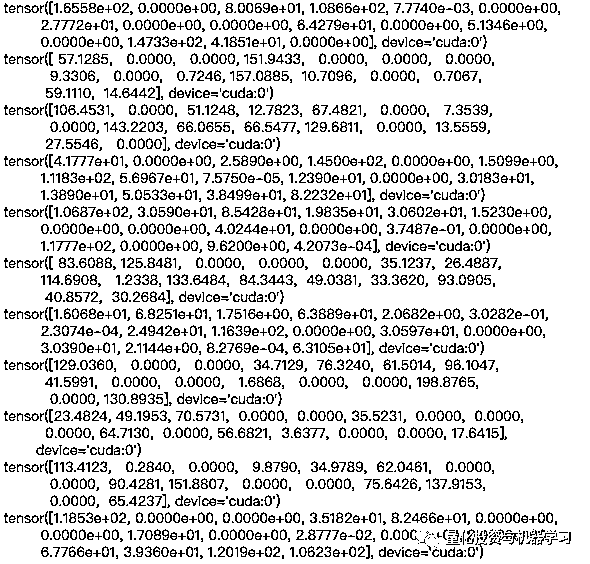 tensor([1.6558e+02, 0.0000e+00, 8.0069e+01, 1.0866e+02, 7.7740e-03, 0.0000e+00,
2.7772e+01, 0.0000e+00, 0.0000e+00, 6.4279e+01, 0.0000e+00, 5.1346e+00,
0.0000e+00, 1.4733e+02, 4.1851e+01, 0.0000e+00], device='cuda:0')
tensor([ 57.1285, 0.0000, 0.0000, 151.9433, 0.0000, 0.0000, 0.0000,
9.3306, 0.0000, 0.7246, 157.0885, 10.7096, 0.0000, 0.7067,
59.1110, 14.6442], device='cuda:0')
tensor([106.4531, 0.0000, 51.1248, 12.7823, 67.4821, 0.0000, 7.3539,
0.0000, 143.2203, 66.0655, 66.5477, 129.6811, 0.0000, 13.5559,
27.5546, 0.0000], device='cuda:0')
tensor([4.1777e+01, 0.0000e+00, 2.5890e+00, 1.4500e+02, 0.0000e+00, 1.5099e+00,
1.1183e+02, 5.6967e+01, 7.5750e-05, 1.2390e+01, 0.0000e+00, 3.0183e+01,
1.3890e+01, 5.0533e+01, 3.8499e+01, 8.2232e+01], device='cuda:0')
tensor([1.0687e+02, 3.0590e+01, 8.5428e+01, 1.9835e+01, 3.0602e+01, 1.5230e+00,
0.0000e+00, 0.0000e+00, 4.0244e+01, 0.0000e+00, 3.7487e-01, 0.0000e+00,
1.1777e+02, 0.0000e+00, 9.6200e+00, 4.2073e-04], device='cuda:0')
tensor([ 83.6088, 125.8481, 0.0000, 0.0000, 0.0000, 35.1237, 26.4887,
114.6908, 1.2338, 133.6484, 84.3443, 49.0381, 33.3620, 93.0905,
40.8572, 30.2684], device='cuda:0')
tensor([1.6068e+01, 6.8251e+01, 1.7516e+00, 6.3889e+01, 2.0682e+00, 3.0282e-01,
2.3074e-04, 2.4942e+01, 1.1639e+02, 0.0000e+00, 3.0597e+01, 0.0000e+00,
3.0390e+01, 2.1144e+00, 8.2769e-04, 6.3105e+01], device='cuda:0')
tensor([129.0360, 0.0000, 0.0000, 34.7129, 76.3240, 61.5014, 96.1047,
41.5991, 0.0000, 0.0000, 1.6868, 0.0000, 0.0000, 198.8765,
0.0000, 130.8935], device='cuda:0')
tensor([23.4824, 49.1953, 70.5731, 0.0000, 0.0000, 35.5231, 0.0000, 0.0000,
0.0000, 64.7130, 0.0000, 56.6821, 3.6377, 0.0000, 0.0000, 17.6415],
device='cuda:0')
tensor([113.4123, 0.2840, 0.0000, 9.8790, 34.9789, 62.0461, 0.0000,
0.0000, 90.4281, 151.8807, 0.0000, 0.0000, 75.6426, 137.9153,
0.0000, 65.4237], device='cuda:0')
tensor([1.1853e+02, 0.0000e+00, 0.0000e+00, 3.5182e+01, 8.2466e+01, 0.0000e+00,
0.0000e+00, 1.7089e+01, 0.0000e+00, 2.8777e-02,
6.7766e+01, 3.9360e+01, 1.2019e+02, 1.0623e+02], device='cuda:0')
量化投资与机器学习